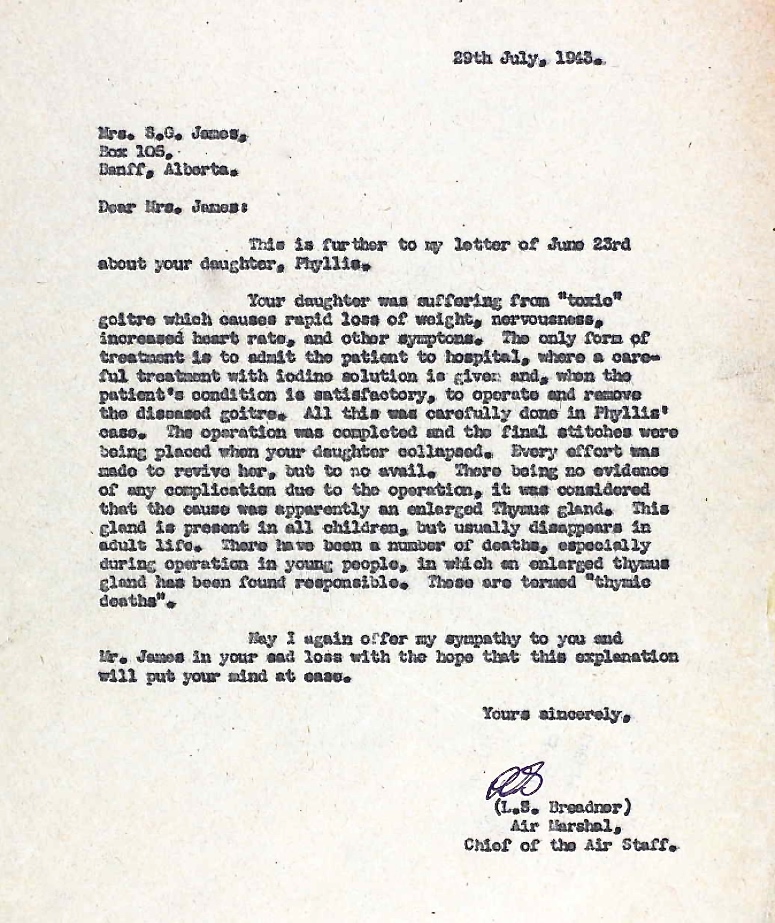 29th July, 1943.
Mrs. S.G. James,
Box 105,
Banff, Alberta.
Dear Mrs. James:
This is further to my letter of June 23rd
about your daughter, Phyllis.
Your daughter was suffering from "toxic"
goitre which causes rapid loss of weight, nervousness,
increased heart rate, and other symptons. The only form of
treatment is to admit the patient to hospital, where a care-
ful treatment with iodine solution is given and, when the
patient's condition is satisfactory, to operate and remove
the diseased goitre. All this was carefully done in Phyllis'
case. The operation was completed and the final stitches were
being placed when your daughter collapsed. Every effort was
made to revive her, but to no avail. There being no evidence
of any complication due to the operation, it was considered
that the cause was apparently an enlarged Thymus gland. This
gland is present in all children, but usually disappears in
adult life. There have been a number of deaths, especially
during operation in young people, in which an enlarged thymus
gland has been found responsible. These are termed "thymic
deaths".
May I again offer my sympathy to you and
Mr. James in your sad loss with the hope that this explanation
will put your mind at ease.
Yours sincerely,
(L.S. Breadner)
Air Marshal,
Chief of the Air Staff.